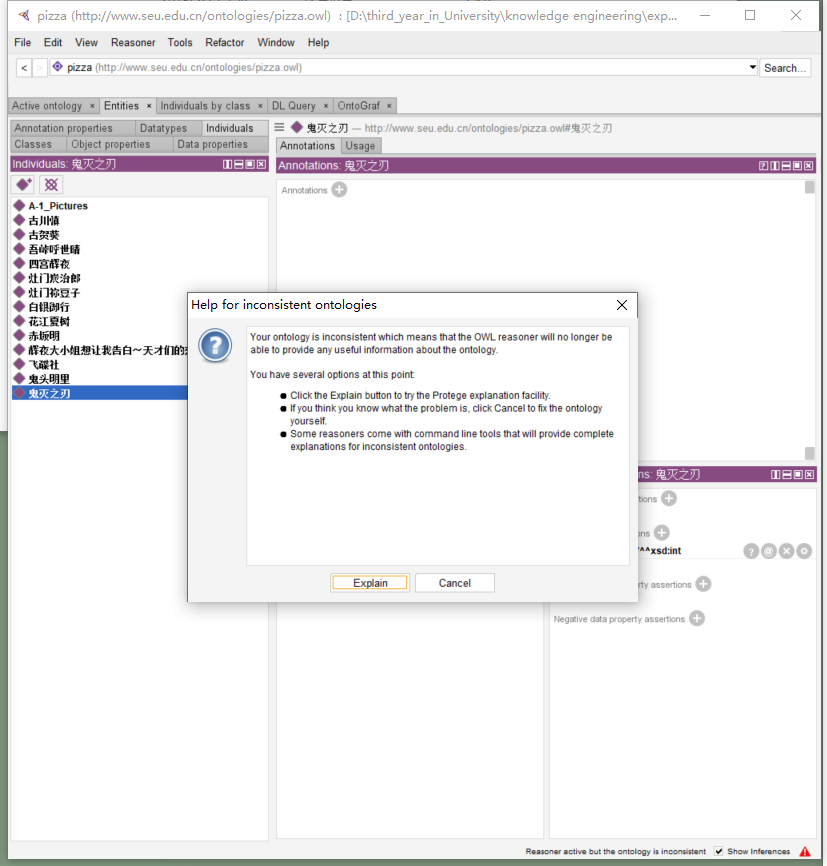 pizza (http://www.seu.edu.cn/ontologies/pizza.owl) : [D:\third_year_in_University\knowledge engineering\exp...
File Edit View Reasoner Tools Refactor Window Help
< > pizza (http://www.seu.edu.cn/ontologies/pizza.owl) Search...
Active ontology × Entities × Individuals by class × DL Query × OntoGraf ×
Annotation properties Datatypes Individuals
Classes Object properties Data properties
鬼灭之刃 — http://www.seu.edu.cn/ontologies/pizza.owl#鬼灭之刃
Annotations Usage
Individuals: 鬼灭之刃
Annotations: 鬼灭之刃
Annotations
A-1_Pictures
古川慎
古贺葵
吾峠呼世晴
四宫辉夜
灶门炭治郎
灶门祢豆子
白银御行
花江夏树
赤坂明
辉夜大小姐想让我告白~天才们的
飞碟社
鬼头明里
鬼灭之刃
Help for inconsistent ontologies
Your ontology is inconsistent which means that the OWL reasoner will no longer be
able to provide any useful information about the ontology.
You have several options at this point:
● Click the Explain button to try the Protege explanation facility.
● If you think you know what the problem is, click Cancel to fix the ontology
yourself.
● Some reasoners come with command line tools that will provide complete
explanations for inconsistent ontologies.
Explain Cancel
ns: 鬼灭之刃
tions
ns
^^xsd:int
ty assertions
Negative data property assertions
Reasoner active but the ontology is inconsistent Show Inferences